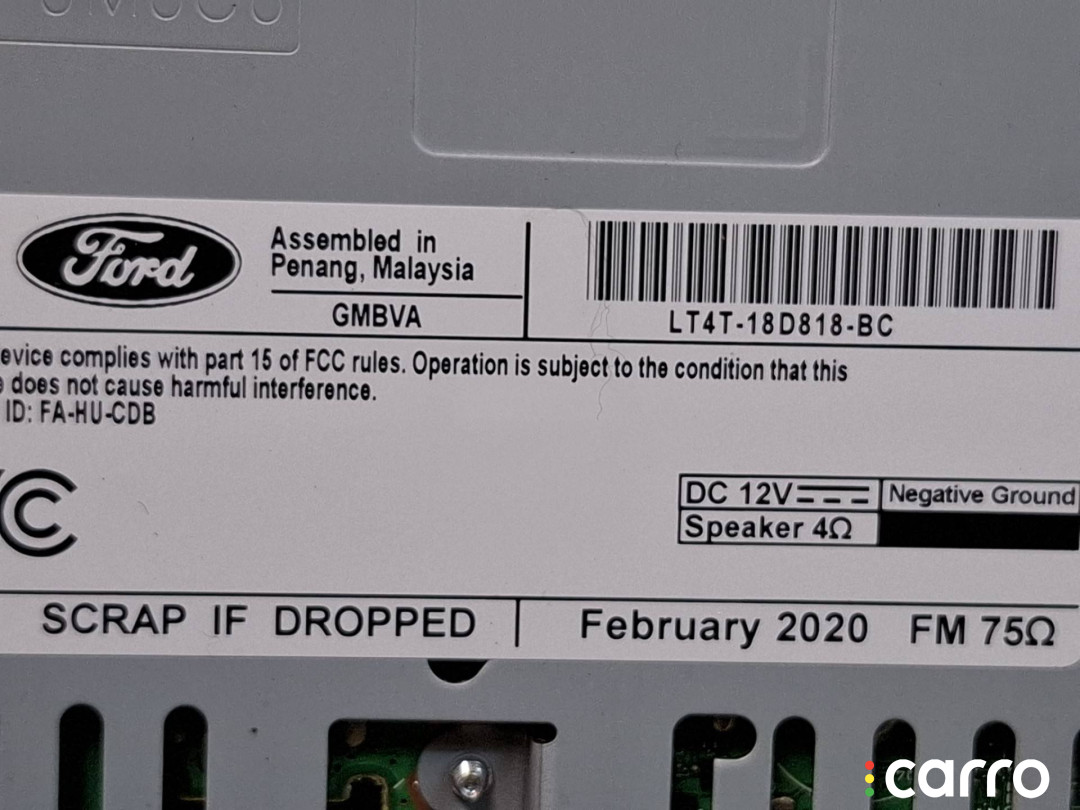 Ford
Assembled in
Penang, Malaysia
GMBVA
LT4T-18D818-BC
evice complies with part 15 of FCC rules. Operation is subject to the condition that this
does not cause harmful interference.
ID: FA-HU-CDB
DC 12V
Negative Ground
Speaker 4Ω
SCRAP IF DROPPED
February 2020 FM 75Ω
carro